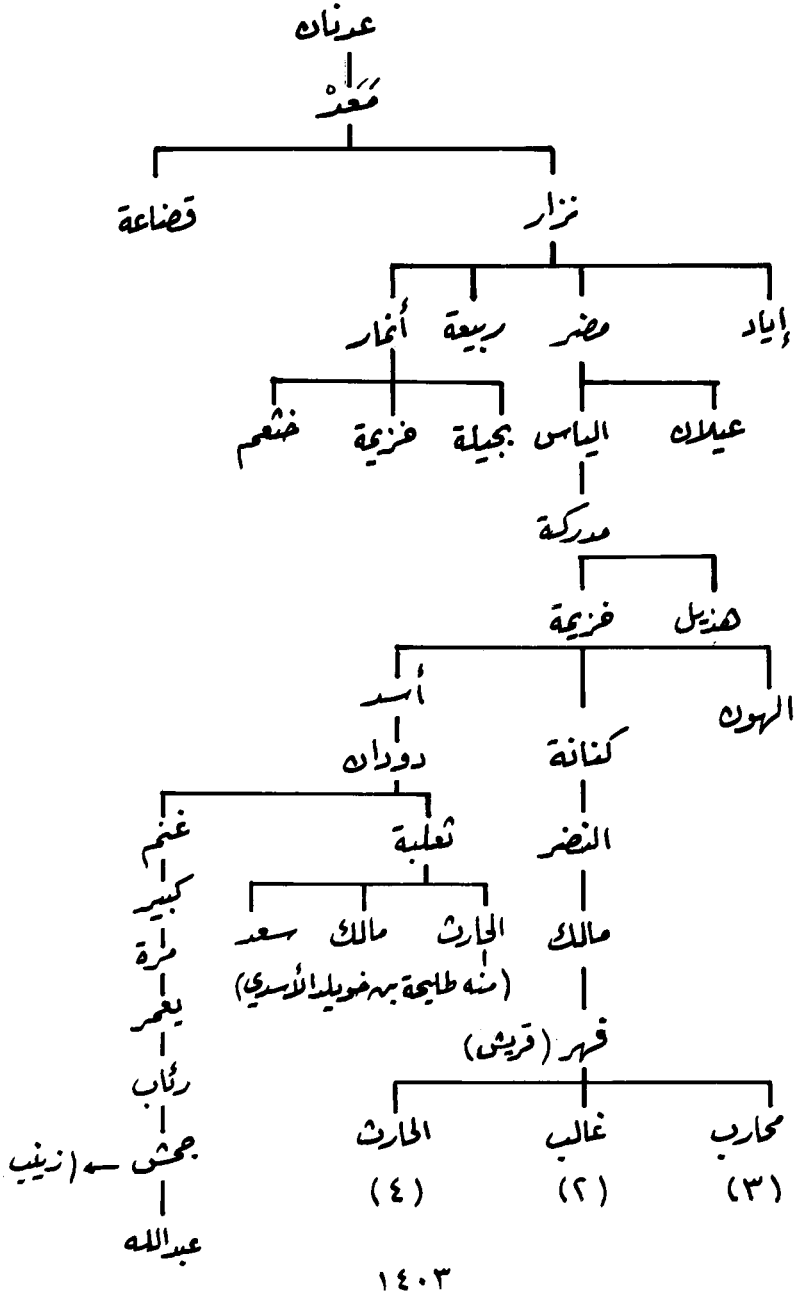 عدنان
مَعَدْ
نزار قضاعة
إياد مضر ربيعة أنمار
عيلان الياس بجيلة خزيمة خثعم
مدركة
هذيل خزيمة
الهون أسد
كنانة دودان
النضر ثعلبة غنم
كبير
مالك الحارث مالك سعد مرة
(منه طليحة بن خويلد الأسدي)
يعمر
فهر (قريش)
رئاب
محارب غالب الحارث جحش ← (زينب
(٣) (٢) (٤)
عبدالله
١٤٠٣